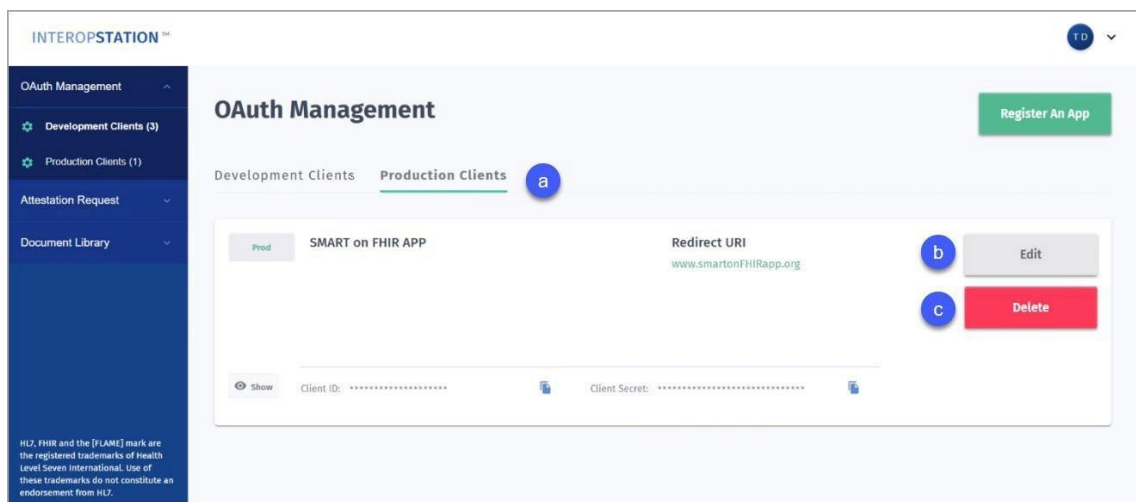 INTEROPSTATION ™
TD
OAuth Management
Development Clients (3)
Production Clients (1)
Attestation Request
Document Library
HL7, FHIR and the [FLAME] mark are
the registered trademarks of Health
Level Seven International. Use of
these trademarks do not constitute an
endorsement from HL7.
OAuth Management
Register An App
Development Clients Production Clients a
Prod SMART on FHIR APP Redirect URI
www.smartonFHIRapp.org
b Edit
c Delete
Show Client ID: •••••••••••••••••••• Client Secret: ••••••••••••••••••••••••••••••